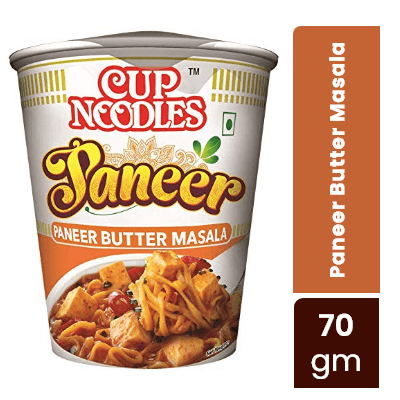 CUP
NOODLES
™
Paneer
PANEER BUTTER MASALA
Paneer Butter Masala
70
gm